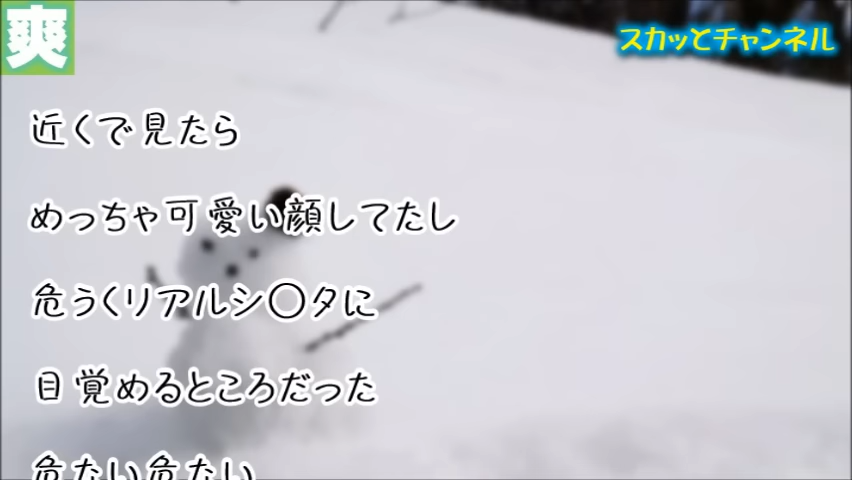 爽
スカッとチャンネル
近くで見たら
めっちゃ可愛い顔してたし
危うくリアルシ〇タに
目覚めるところだった
危ない危ない